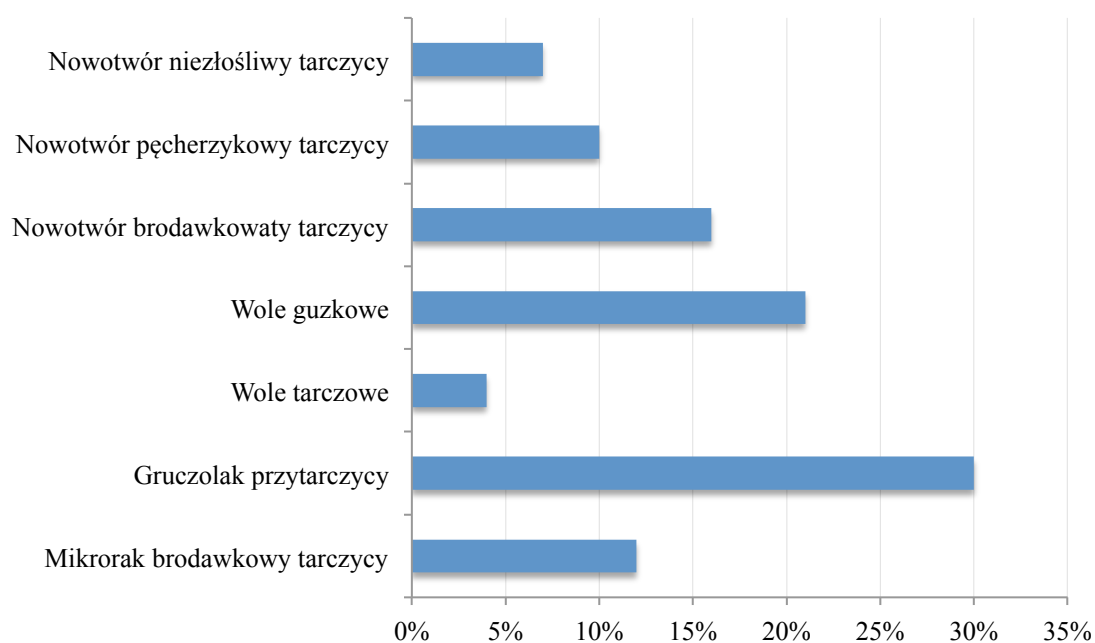 Nowotwór niezłośliwy tarczycy
Nowotwór pęcherzykowy tarczycy
Nowotwór brodawkowaty tarczycy
Wole guzkowe
Wole tarczowe
Gruczolak przytarczycy
Mikrorak brodawkowy tarczycy
0% 5% 10% 15% 20% 25% 30% 35%